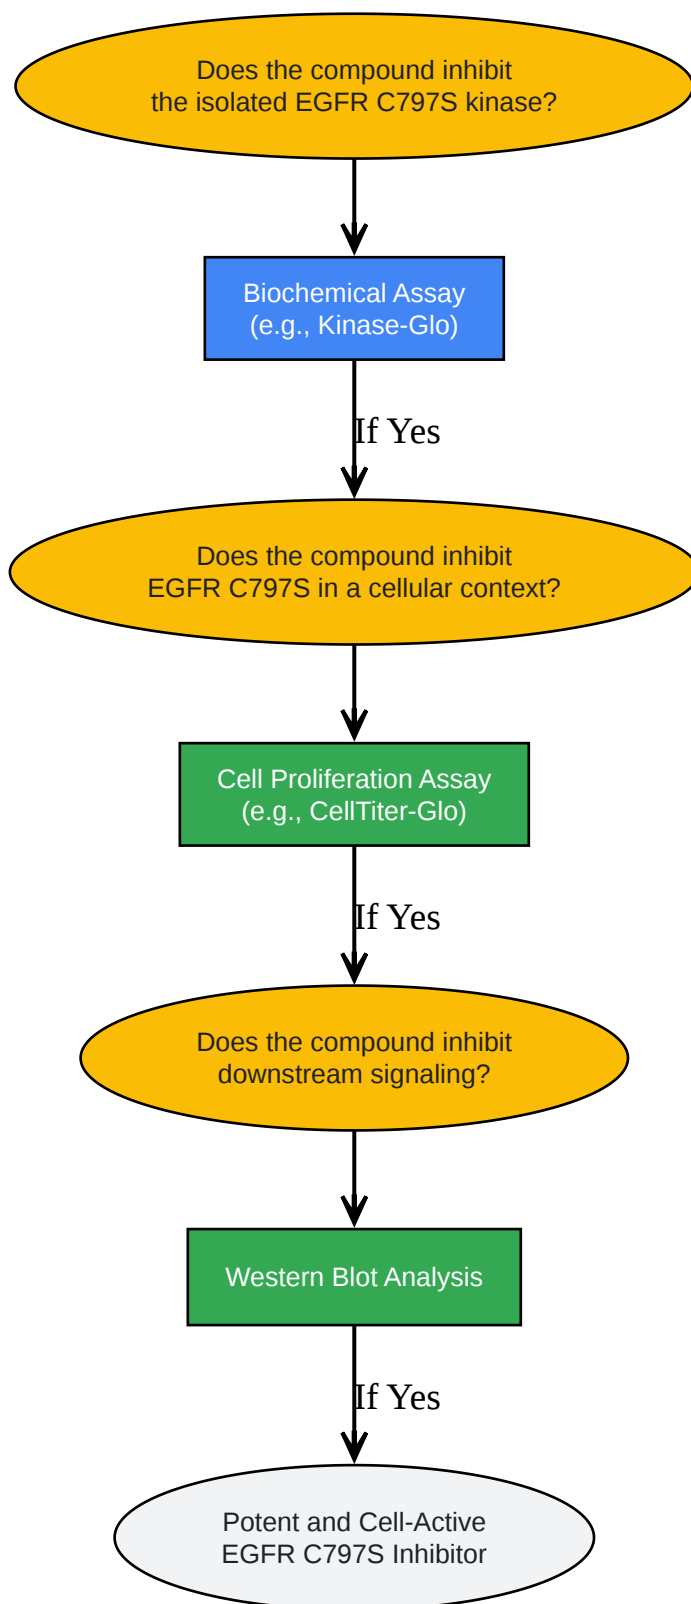 Does the compound inhibit
the isolated EGFR C797S kinase?
Biochemical Assay
(e.g., Kinase-Glo)
If Yes
Does the compound inhibit
EGFR C797S in a cellular context?
Cell Proliferation Assay
(e.g., CellTiter-Glo)
If Yes
Does the compound inhibit
downstream signaling?
Western Blot Analysis
If Yes
Potent and Cell-Active
EGFR C797S Inhibitor